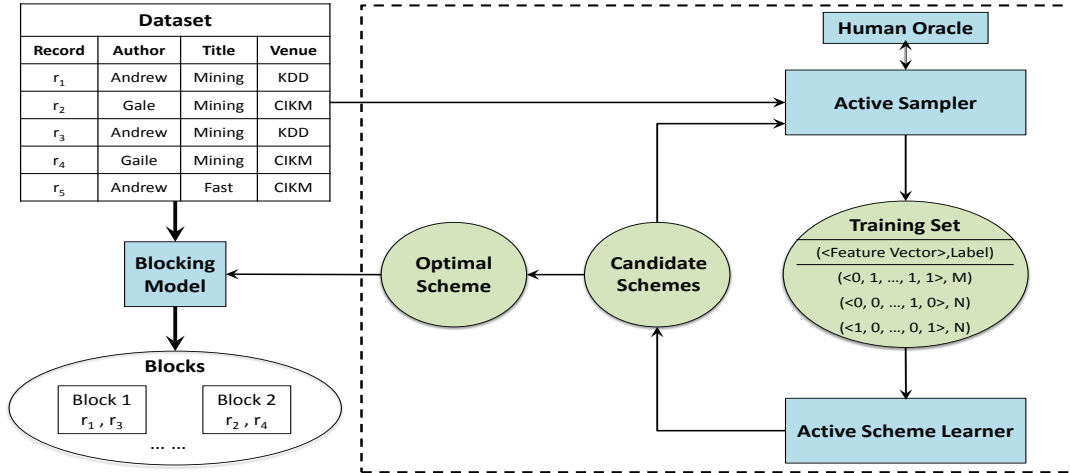 Dataset
Record Author Title Venue
r1 Andrew Mining KDD
r2 Gale Mining CIKM
r3 Andrew Mining KDD
r4 Gaile Mining CIKM
r5 Andrew Fast CIKM
Blocking
Model
Blocks
Block 1
r1 , r3
Block 2
r2 , r4
... ...
Optimal
Scheme
Candidate
Schemes
Human Oracle
Active Sampler
Training Set
(<Feature Vector>,Label)
(<0, 1, ..., 1, 1>, M)
(<0, 0, ..., 1, 0>, N)
(<1, 0, ..., 0, 1>, N)
Active Scheme Learner